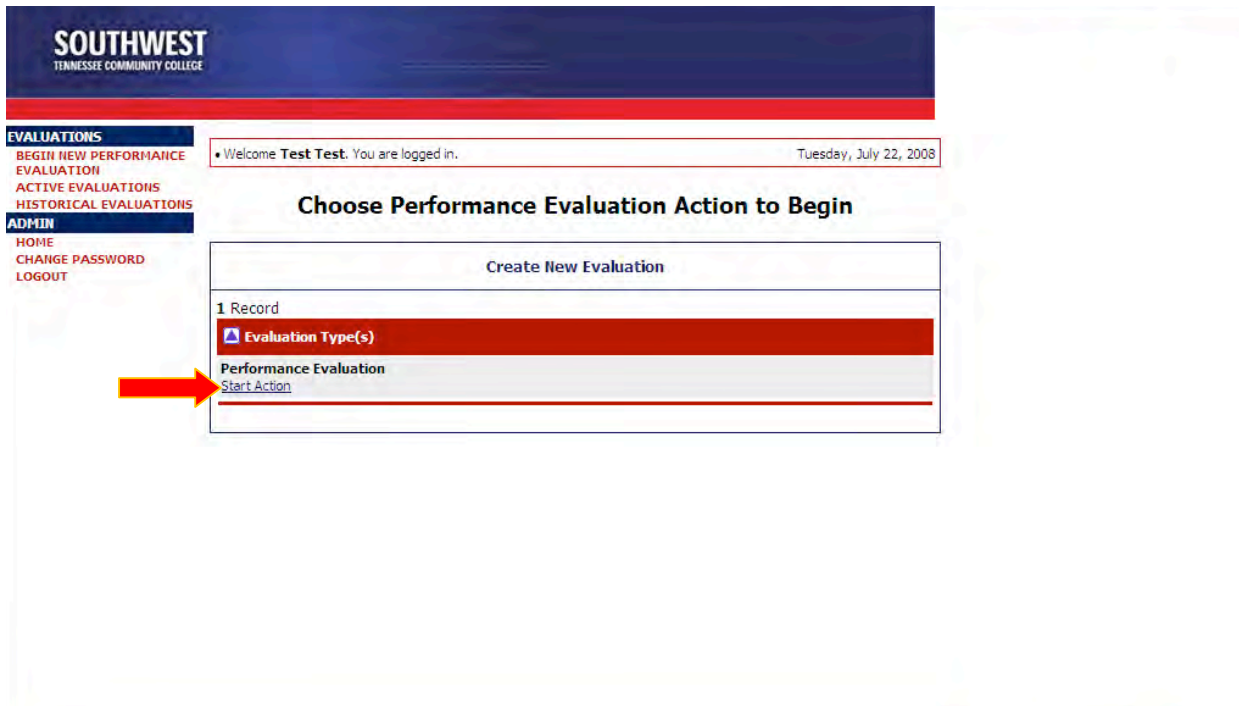 SOUTHWEST
TENNESSEE COMMUNITY COLLEGE
EVALUATIONS
BEGIN NEW PERFORMANCE
EVALUATION
ACTIVE EVALUATIONS
HISTORICAL EVALUATIONS
ADMIN
HOME
CHANGE PASSWORD
LOGOUT
• Welcome Test Test. You are logged in. Tuesday, July 22, 2008
Choose Performance Evaluation Action to Begin
Create New Evaluation
1 Record
Evaluation Type(s)
Performance Evaluation
Start Action